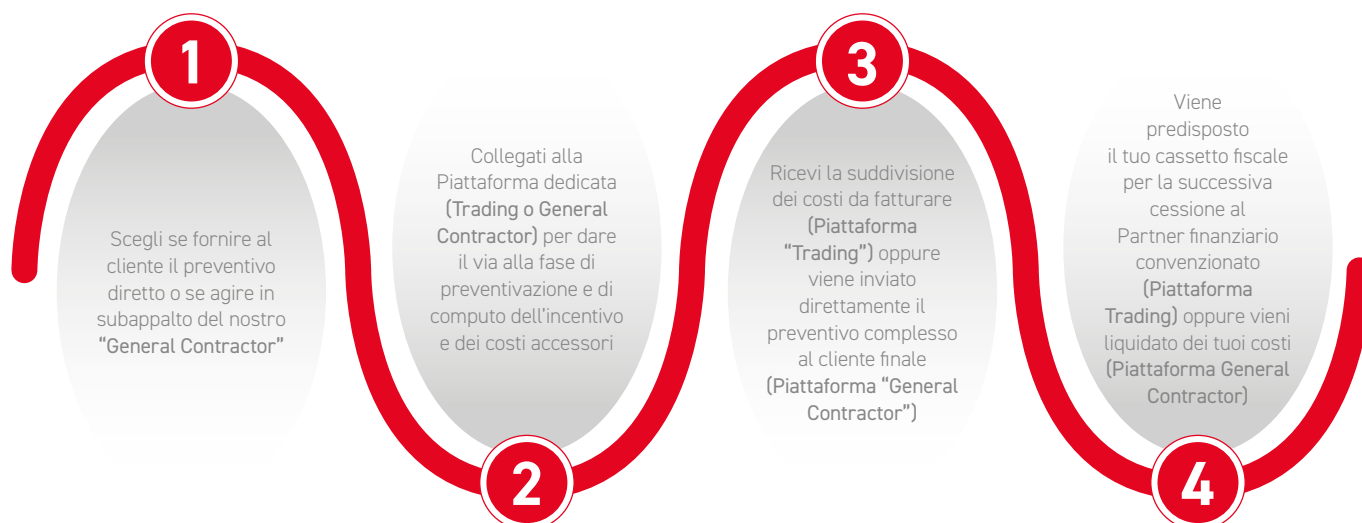 1
Scegli se fornire al
cliente il preventivo
diretto o se agire in
subappalto del nostro
“General Contractor”
Collegati alla
Piattaforma dedicata
(Trading o General
Contractor) per dare
il via alla fase di
preventivazione e di
computo dell’incentivo
e dei costi accessori
2
3
Ricevi la suddivisione
dei costi da fatturare
(Piattaforma
“Trading”) oppure
viene inviato
direttamente il
preventivo complesso
al cliente finale
(Piattaforma “General
Contractor”)
Viene
predisposto
il tuo cassetto fiscale
per la successiva
cessione al
Partner finanziario
convenzionato
(Piattaforma
Trading) oppure vieni
liquidato dei tuoi costi
(Piattaforma General
Contractor)
4